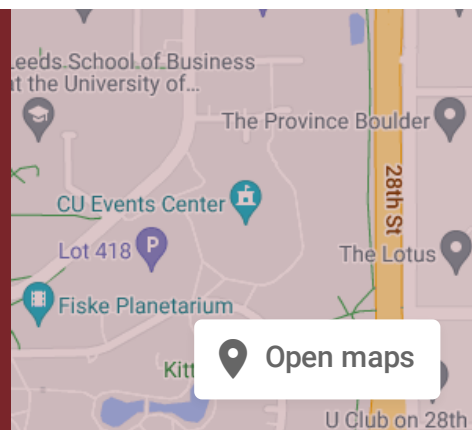 Leeds School of Business
at the University of...
The Province Boulder
28th St
CU Events Center
Lot 418
P
The Lotus
Fiske Planetarium
Kitt
Open maps
U Club on 28th